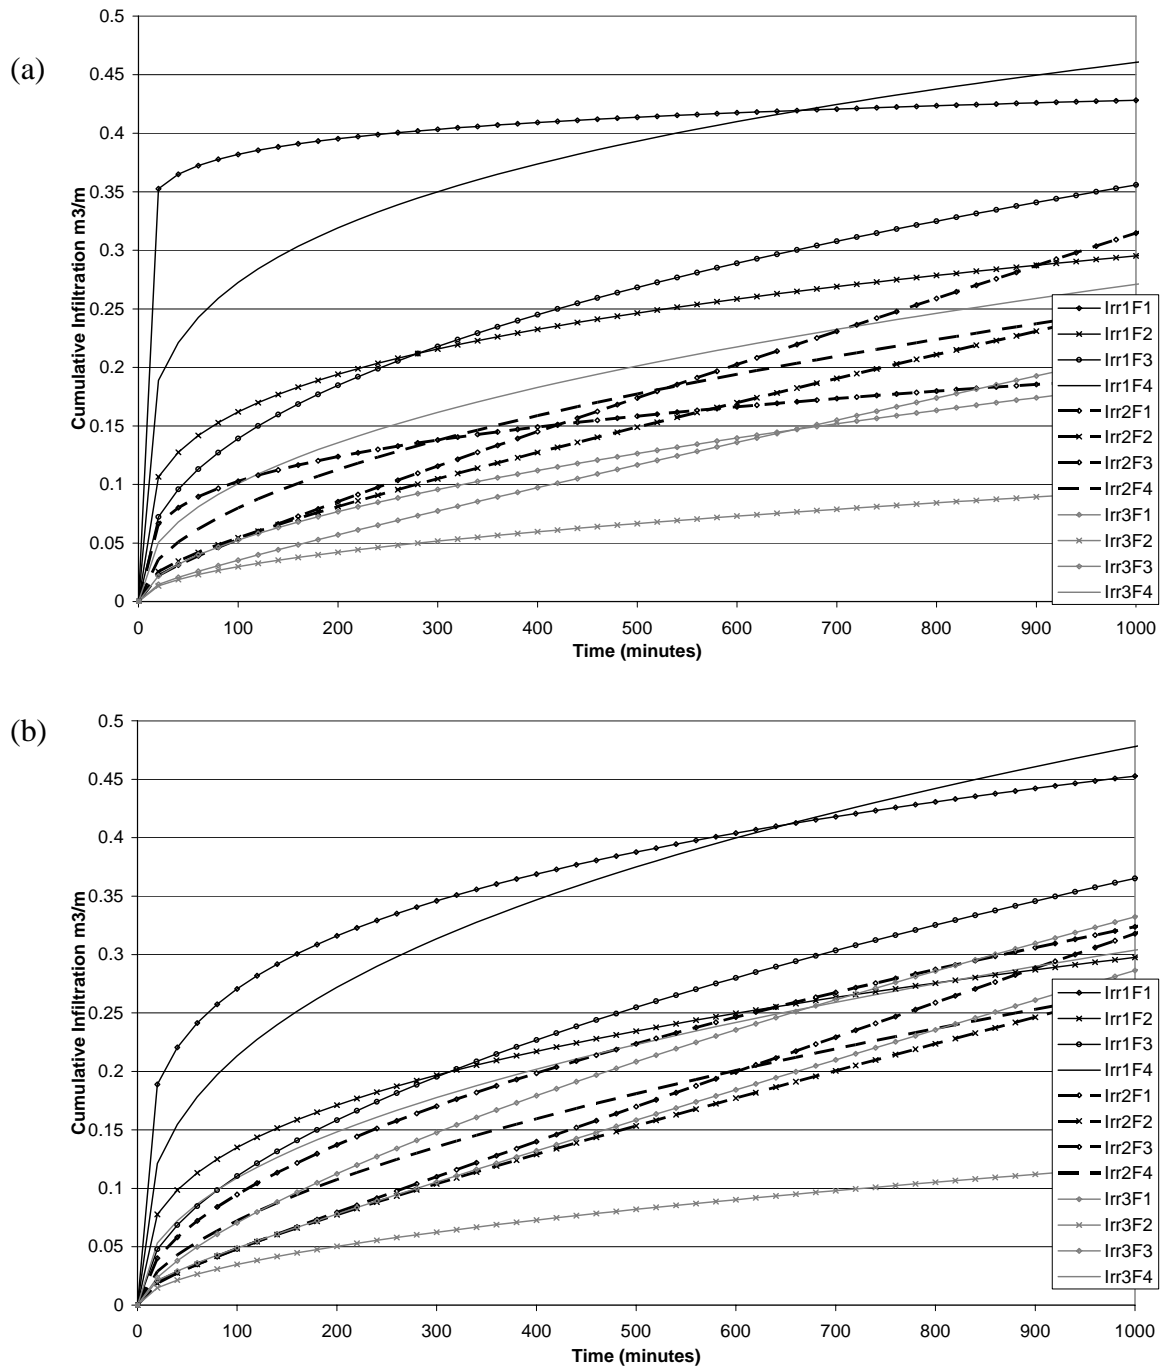 (a)
Cumulative Infiltration m3/m
0.5
0.45
0.4
0.35
0.3
0.25
0.2
0.15
0.1
0.05
0
0 100 200 300 400 500 600 700 800 900 1000
Time (minutes)
Irr1F1
Irr1F2
Irr1F3
Irr1F4
Irr2F1
Irr2F2
Irr2F3
Irr2F4
Irr3F1
Irr3F2
Irr3F3
Irr3F4
(b)
Cumulative Infiltration m3/m
0.5
0.45
0.4
0.35
0.3
0.25
0.2
0.15
0.1
0.05
0
0 100 200 300 400 500 600 700 800 900 1000
Time (minutes)
Irr1F1
Irr1F2
Irr1F3
Irr1F4
Irr2F1
Irr2F2
Irr2F3
Irr2F4
Irr3F1
Irr3F2
Irr3F3
Irr3F4